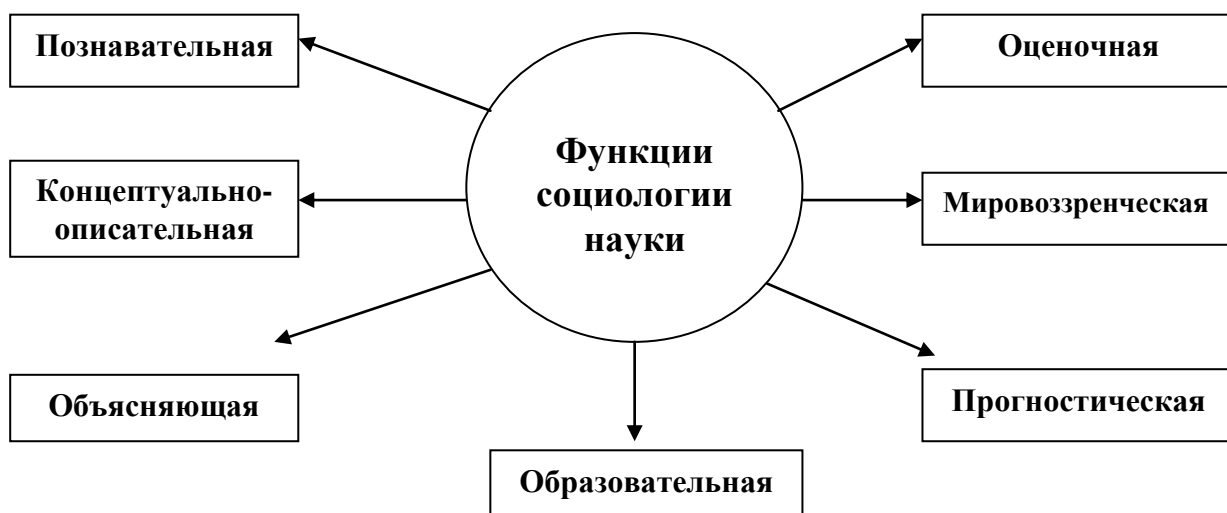 Познавательная
Оценочная
Функции
социологии
науки
Концептуально-
описательная
Мировоззренческая
Объясняющая
Прогностическая
Образовательная